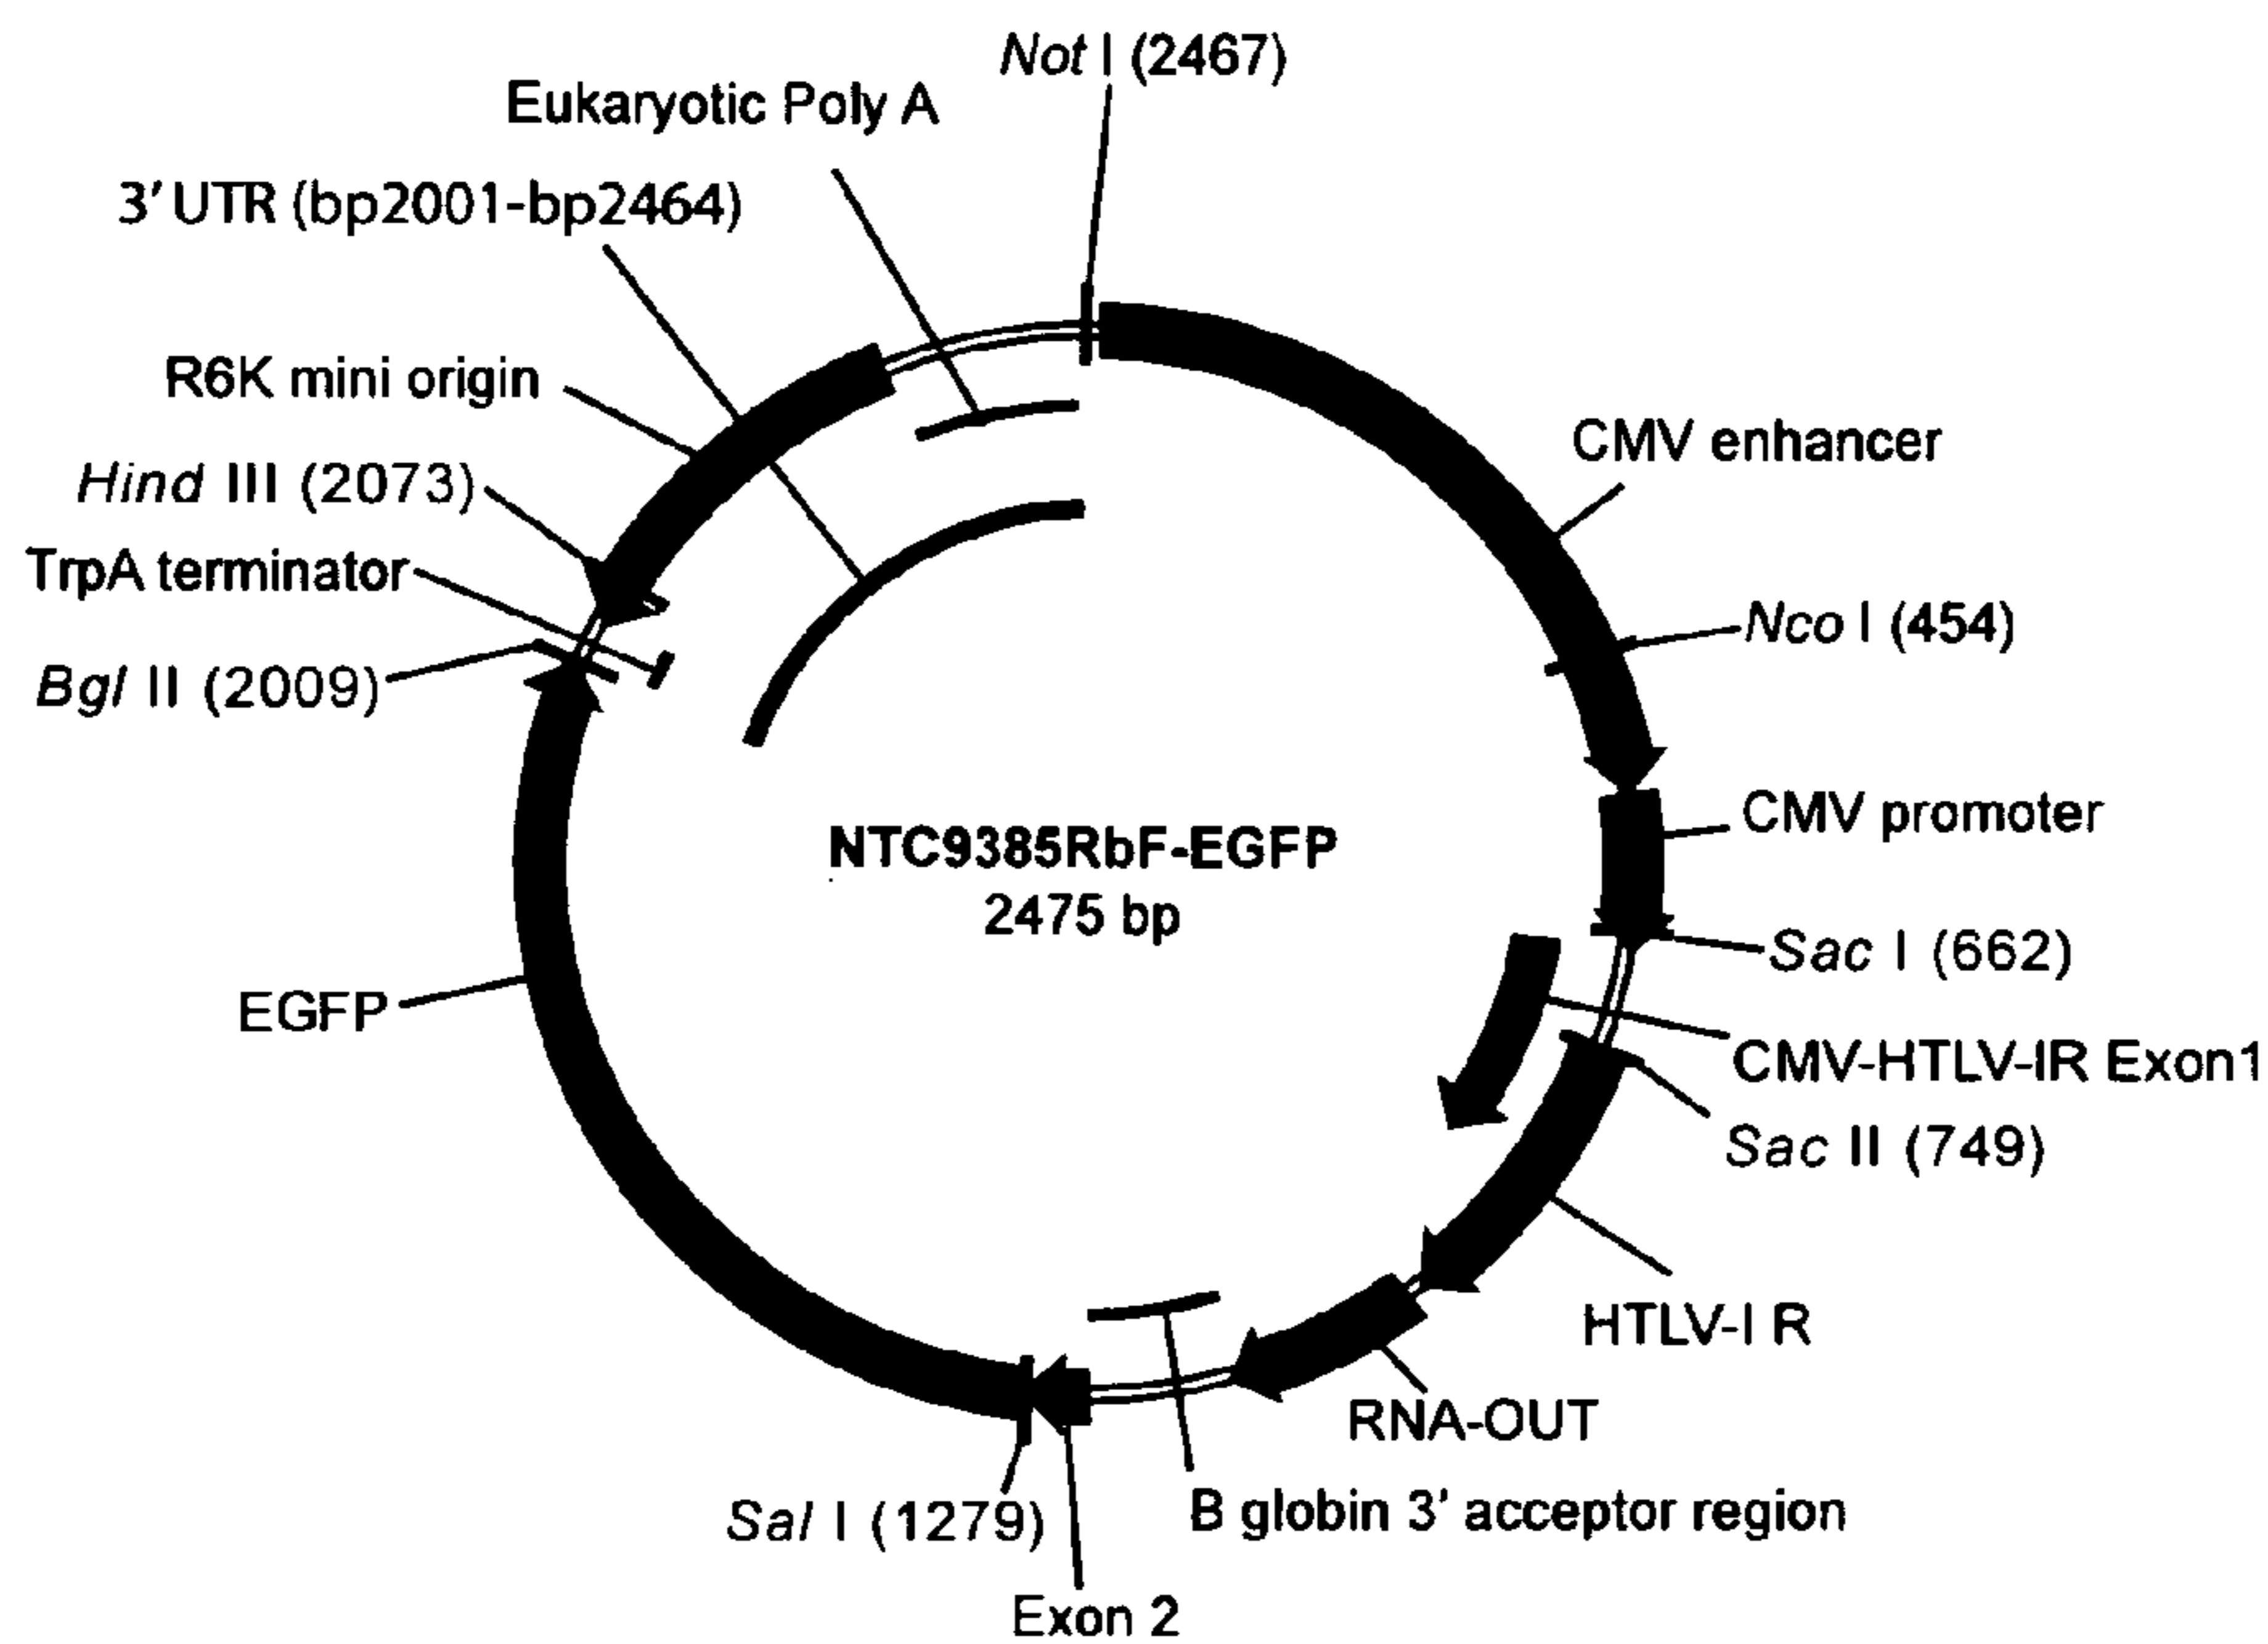 Not I (2467)
Eukaryotic Poly A
3' UTR (bp2001-bp2464)
R6K mini origin
Hind III (2073)
TrpA terminator
Bgl II (2009)
CMV enhancer
Nco I (454)
CMV promoter
NTC9385RbF-EGFP
2475 bp
Sac I (662)
EGFP
CMV-HTLV-IR Exon1
Sac II (749)
HTLV-I R
RNA-OUT
B globin 3' acceptor region
Sal I (1279)
Exon 2